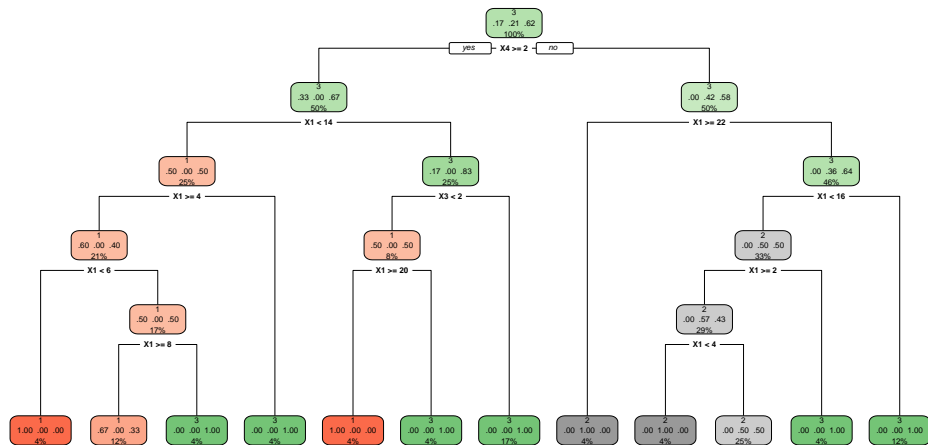 3
.17 .21 .62
100%
yes X4 >= 2 no
3
.33 .00 .67
50%
3
.00 .42 .58
50%
X1 < 14
X1 >= 22
1
.50 .00 .50
25%
3
.17 .00 .83
25%
3
.00 .36 .64
46%
X1 >= 4
X3 < 2
X1 < 16
1
.60 .00 .40
21%
1
.50 .00 .50
8%
2
.00 .50 .50
33%
X1 < 6
X1 >= 20
X1 >= 2
1
.50 .00 .50
17%
2
.00 .57 .43
29%
X1 >= 8
X1 < 4
1
1.00 .00 .00
4%
1
.67 .00 .33
12%
3
.00 .00 1.00
4%
3
.00 .00 1.00
4%
1
1.00 .00 .00
4%
3
.00 .00 1.00
4%
3
.00 .00 1.00
17%
2
.00 1.00 .00
4%
2
.00 1.00 .00
4%
2
.00 .50 .50
25%
3
.00 .00 1.00
4%
3
.00 .00 1.00
12%